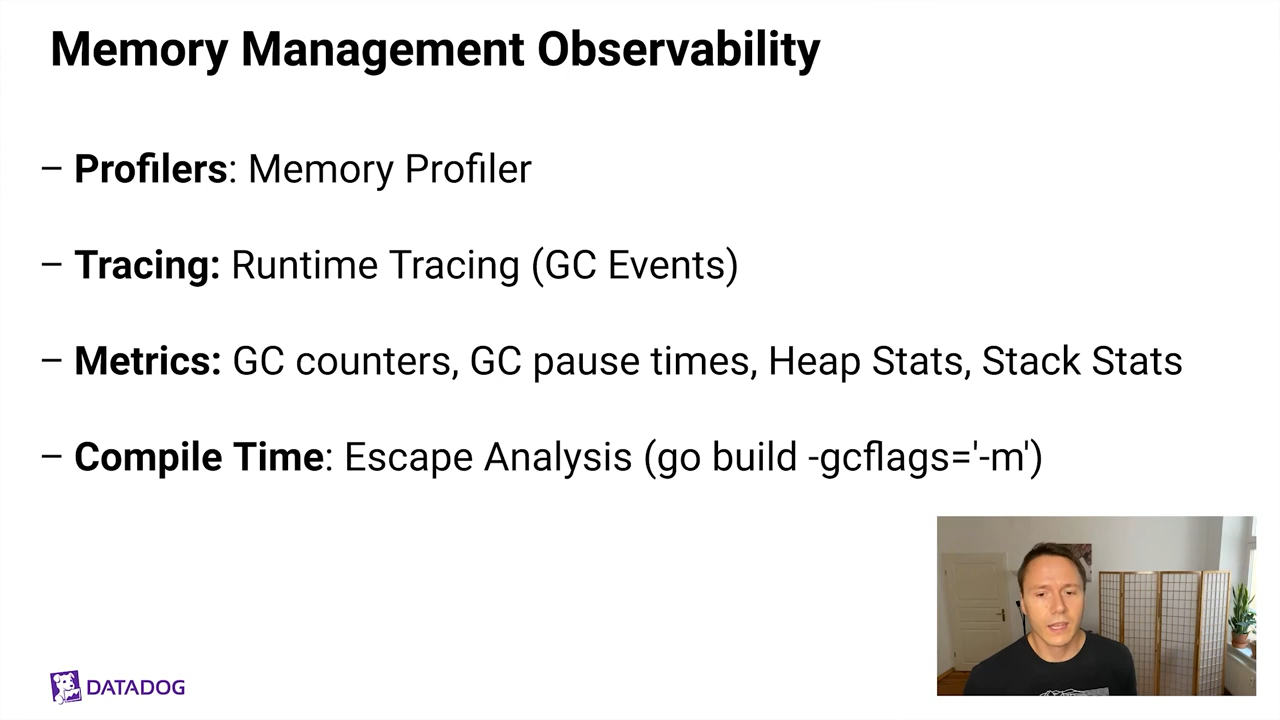 Memory Management Observability
– Profilers: Memory Profiler
– Tracing: Runtime Tracing (GC Events)
– Metrics: GC counters, GC pause times, Heap Stats, Stack Stats
– Compile Time: Escape Analysis (go build -gcflags='-m')
DATADOG